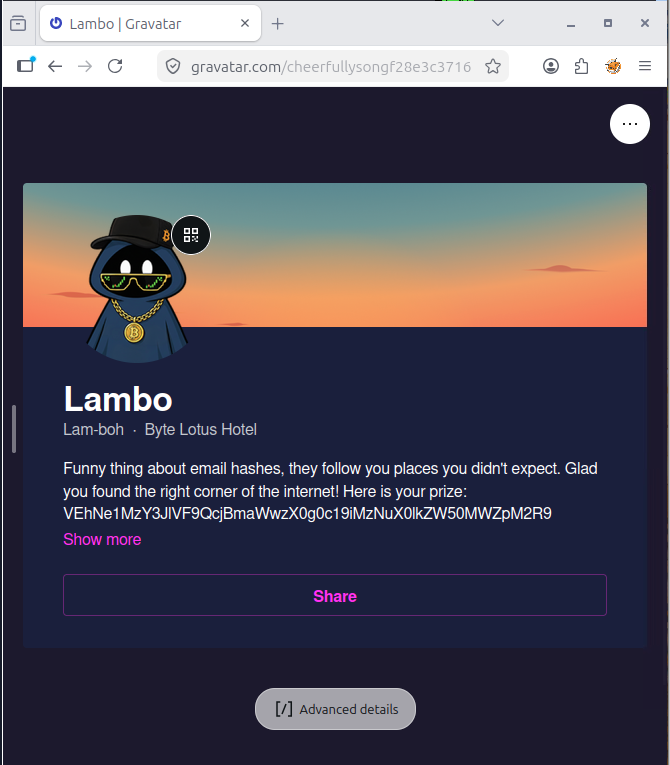 Lambo | Gravatar
gravatar.com/cheerfullysongf28e3c3716
Lambo
Lam-boh · Byte Lotus Hotel
Funny thing about email hashes, they follow you places you didn't expect. Glad
you found the right corner of the internet! Here is your prize:
VEhNe1MzY3JlVF9QcjBmaWwzX0g0c19iMzNuX0lkZW50MWZpM2R9
Show more
Share
[/] Advanced details